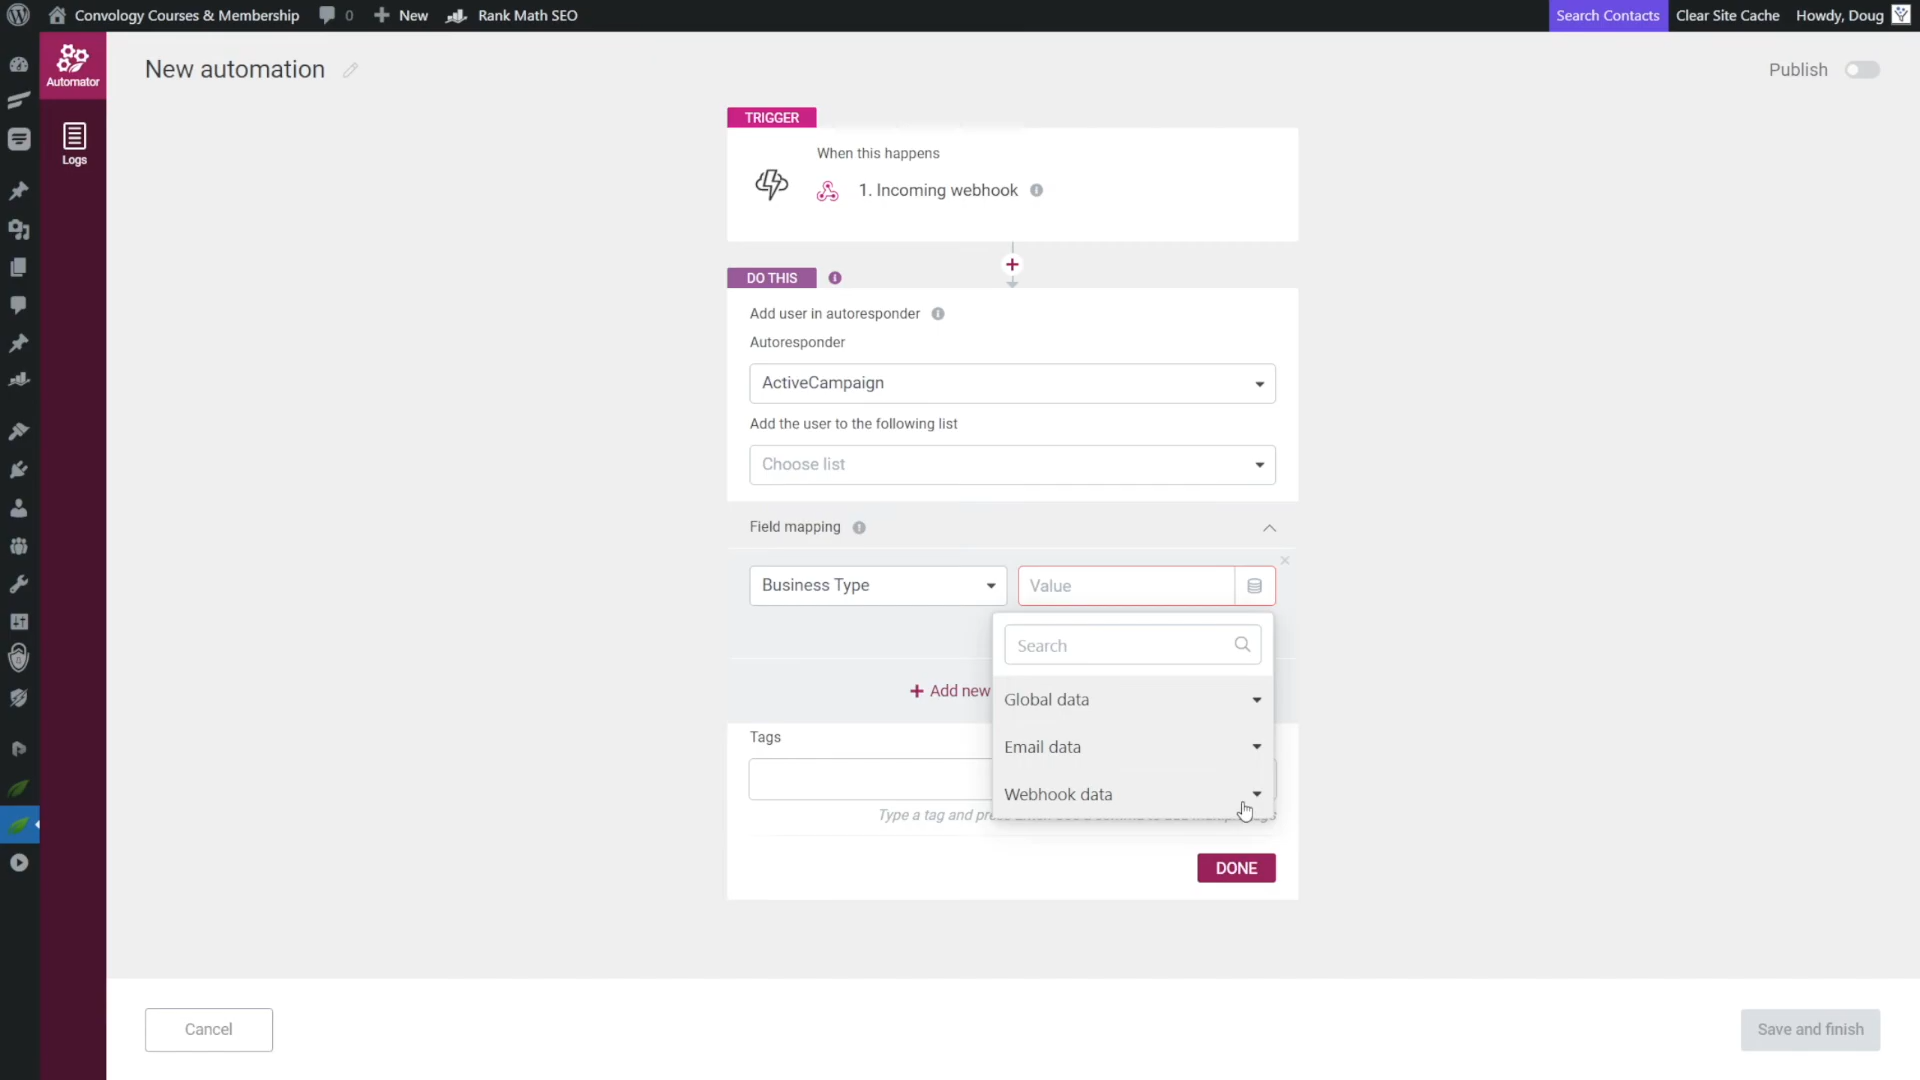 Convology Courses & Membership
0
New
Rank Math SEO
Search Contacts
Clear Site Cache
Howdy, Doug
Automator
Logs
New automation
Publish
TRIGGER
When this happens
1. Incoming webhook
DO THIS
Add user in autoresponder
Autoresponder
ActiveCampaign
Add the user to the following list
Choose list
Field mapping
Business Type
Value
Search
Global data
Email data
Webhook data
Add new
Tags
Type a tag and
DONE
Cancel
Save and finish